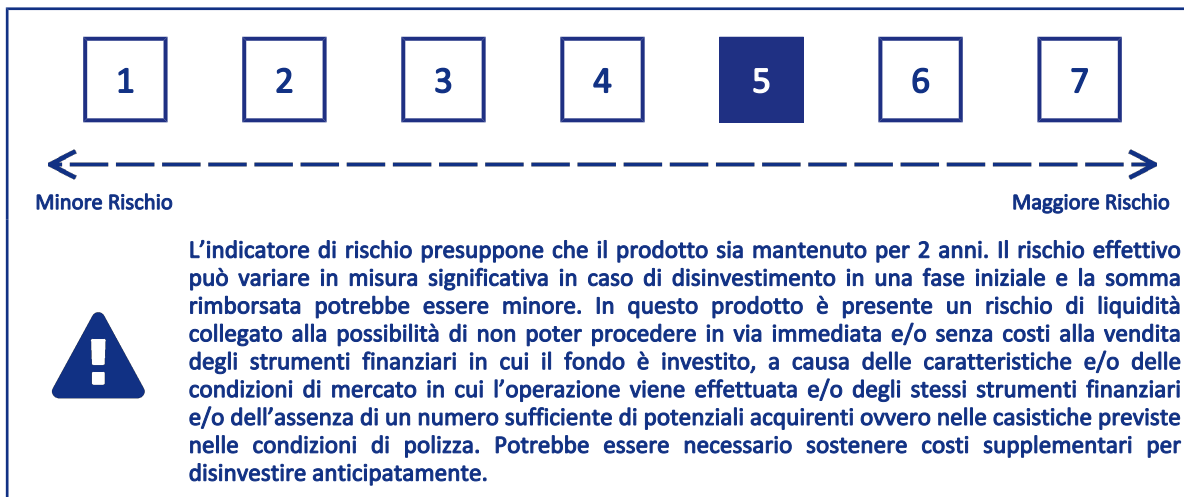 1 2 3 4 5 6 7
Minore Rischio Maggiore Rischio
L’indicatore di rischio presuppone che il prodotto sia mantenuto per 2 anni. Il rischio effettivo
può variare in misura significativa in caso di disinvestimento in una fase iniziale e la somma
rimborsata potrebbe essere minore. In questo prodotto è presente un rischio di liquidità
collegato alla possibilità di non poter procedere in via immediata e/o senza costi alla vendita
degli strumenti finanziari in cui il fondo è investito, a causa delle caratteristiche e/o delle
condizioni di mercato in cui l’operazione viene effettuata e/o degli stessi strumenti finanziari
e/o dell’assenza di un numero sufficiente di potenziali acquirenti ovvero nelle casistiche previste
nelle condizioni di polizza. Potrebbe essere necessario sostenere costi supplementari per
disinvestire anticipatamente.